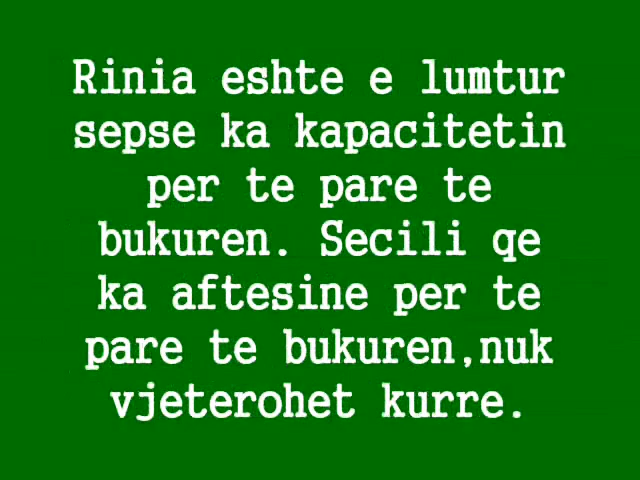 Rinia eshte e lumtur
sepse ka kapacitetin
per te pare te
bukuren. Secili qe
ka aftesine per te
pare te bukuren,nuk
vjeterohet kurre.